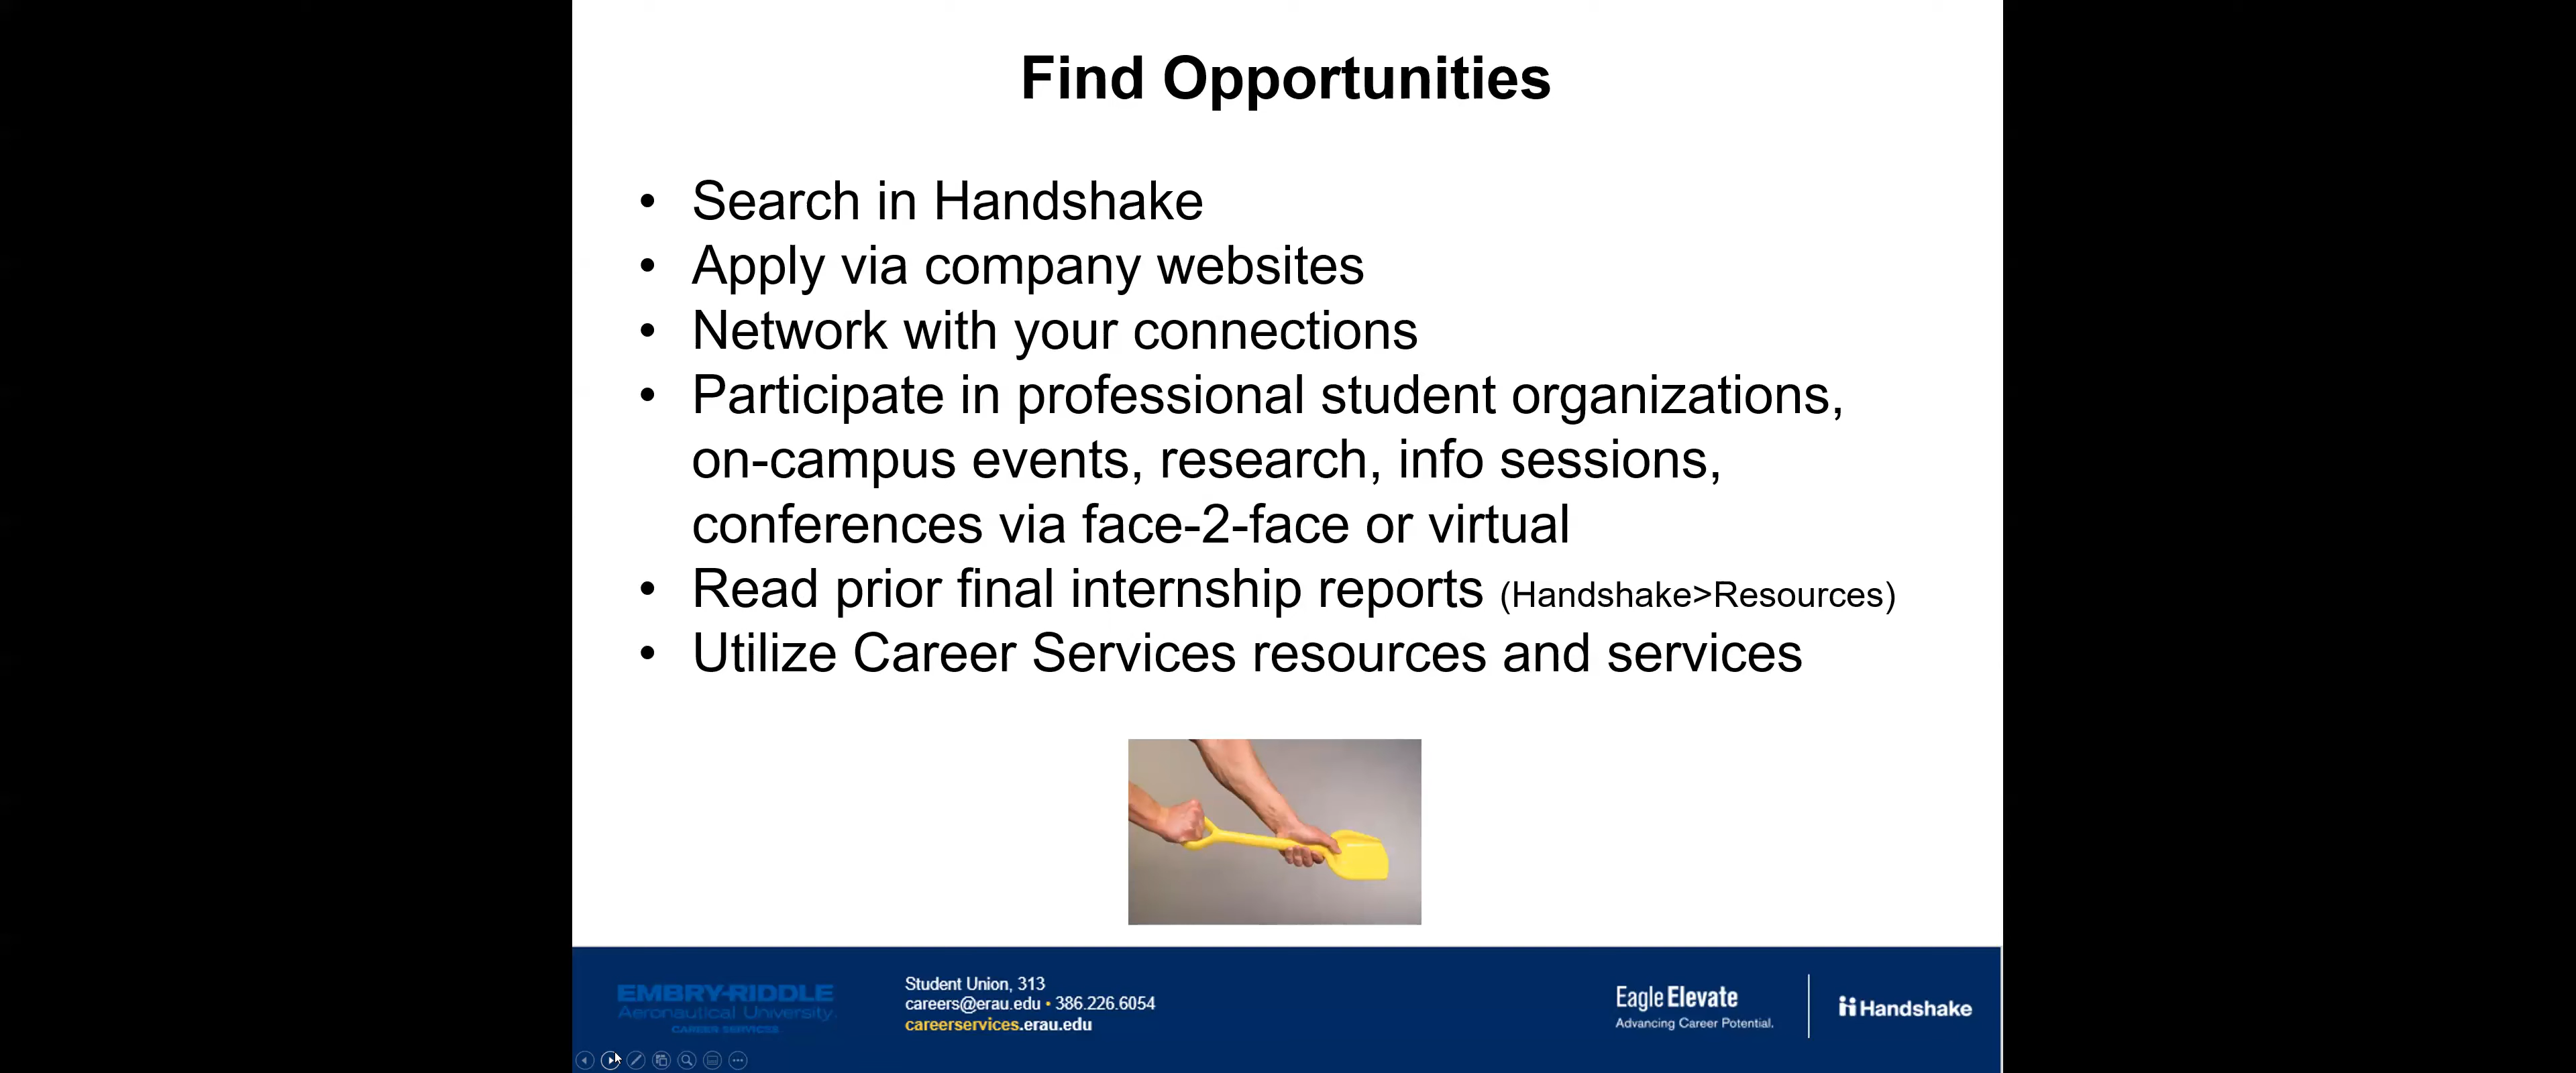 Find Opportunities
• Search in Handshake
• Apply via company websites
• Network with your connections
• Participate in professional student organizations,
on-campus events, research, info sessions,
conferences via face-2-face or virtual
• Read prior final internship reports (Handshake>Resources)
• Utilize Career Services resources and services
EMBRY-RIDDLE
Aeronautical University.
CAREER SERVICES
Student Union, 313
careers@erau.edu • 386.226.6054
careerservices.erau.edu
Eagle Elevate
Advancing Career Potential.
Handshake